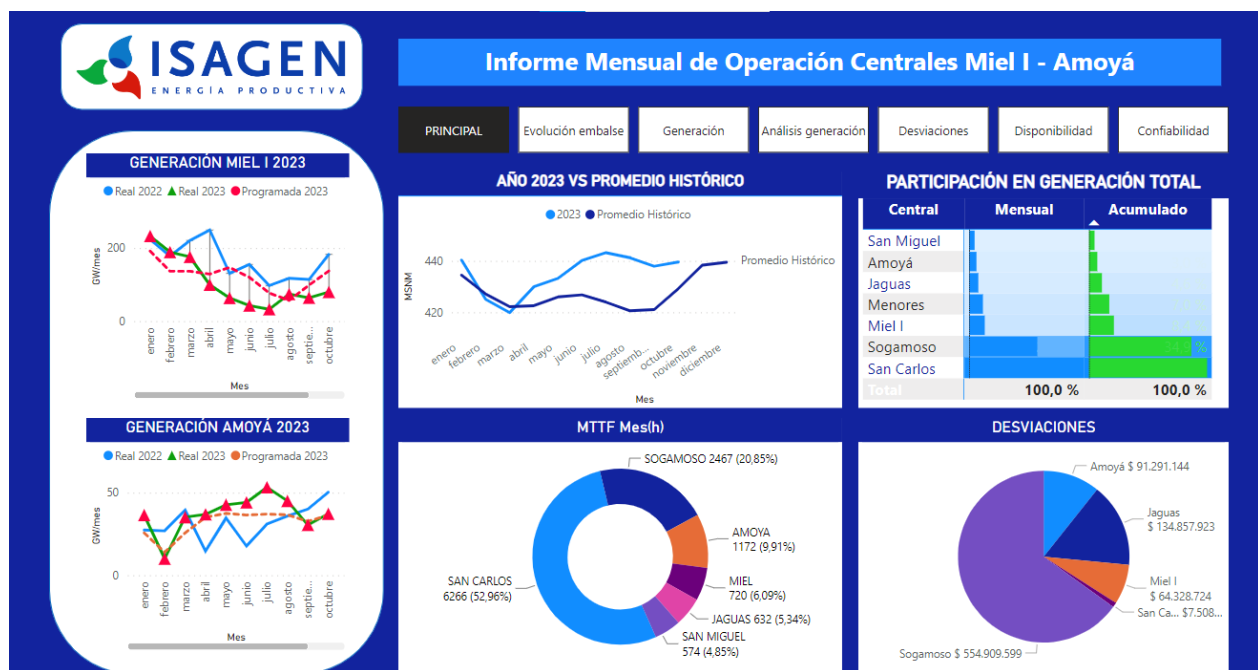 ISAGEN
ENERGÍA PRODUCTIVA
Informe Mensual de Operación Centrales Miel I - Amoyá
PRINCIPAL
Evolución embalse
Generación
Análisis generación
Desviaciones
Disponibilidad
Confiabilidad
GENERACIÓN MIEL I 2023
Real 2022 Real 2023 Programada 2023
GW/mes
200
0
enero
febrero
marzo
abril
mayo
junio
julio
agosto
septie...
octubre
Mes
GENERACIÓN AMOYÁ 2023
Real 2022 Real 2023 Programada 2023
GW/mes
50
0
enero
febrero
marzo
abril
mayo
junio
julio
agosto
septie...
octubre
Mes
AÑO 2023 VS PROMEDIO HISTÓRICO
2023 Promedio Histórico
MSNM
440
420
Promedio Histórico
enero
febrero
marzo
abril
mayo
junio
julio
agosto
septiemb...
octubre
noviembre
diciembre
Mes
PARTICIPACIÓN EN GENERACIÓN TOTAL
Central Mensual Acumulado
San Miguel
Amoyá
Jaguas
Menores
Miel I
Sogamoso 34,9 %
San Carlos
Total 100,0 % 100,0 %
MTTF Mes(h)
SOGAMOSO 2467 (20,85%)
AMOYA
1172 (9,91%)
MIEL
720 (6,09%)
JAGUAS 632 (5,34%)
SAN MIGUEL
574 (4,85%)
SAN CARLOS
6266 (52,96%)
DESVIACIONES
Amoyá $ 91.291.144
Jaguas
$ 134.857.923
Miel I
$ 64.328.724
San Ca... $7.508...
Sogamoso $ 554.909.599